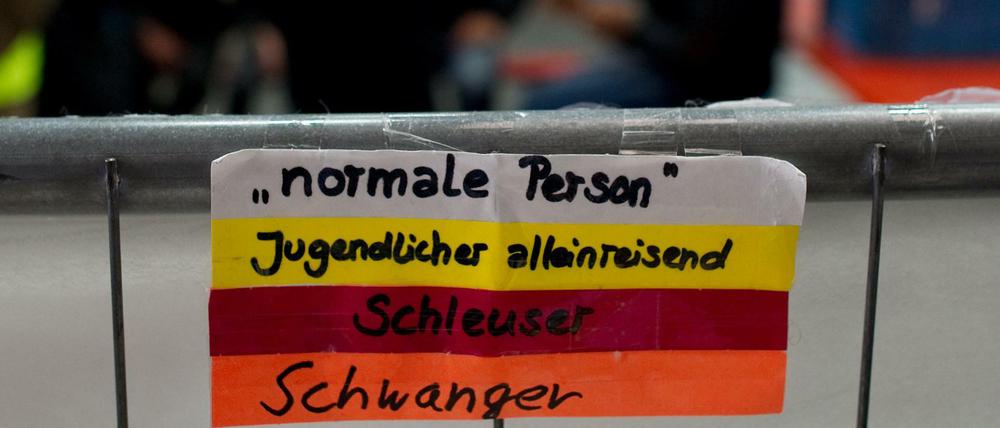 „normale Person"
Jugendlicher alleinreisend
Schleuser
Schwanger